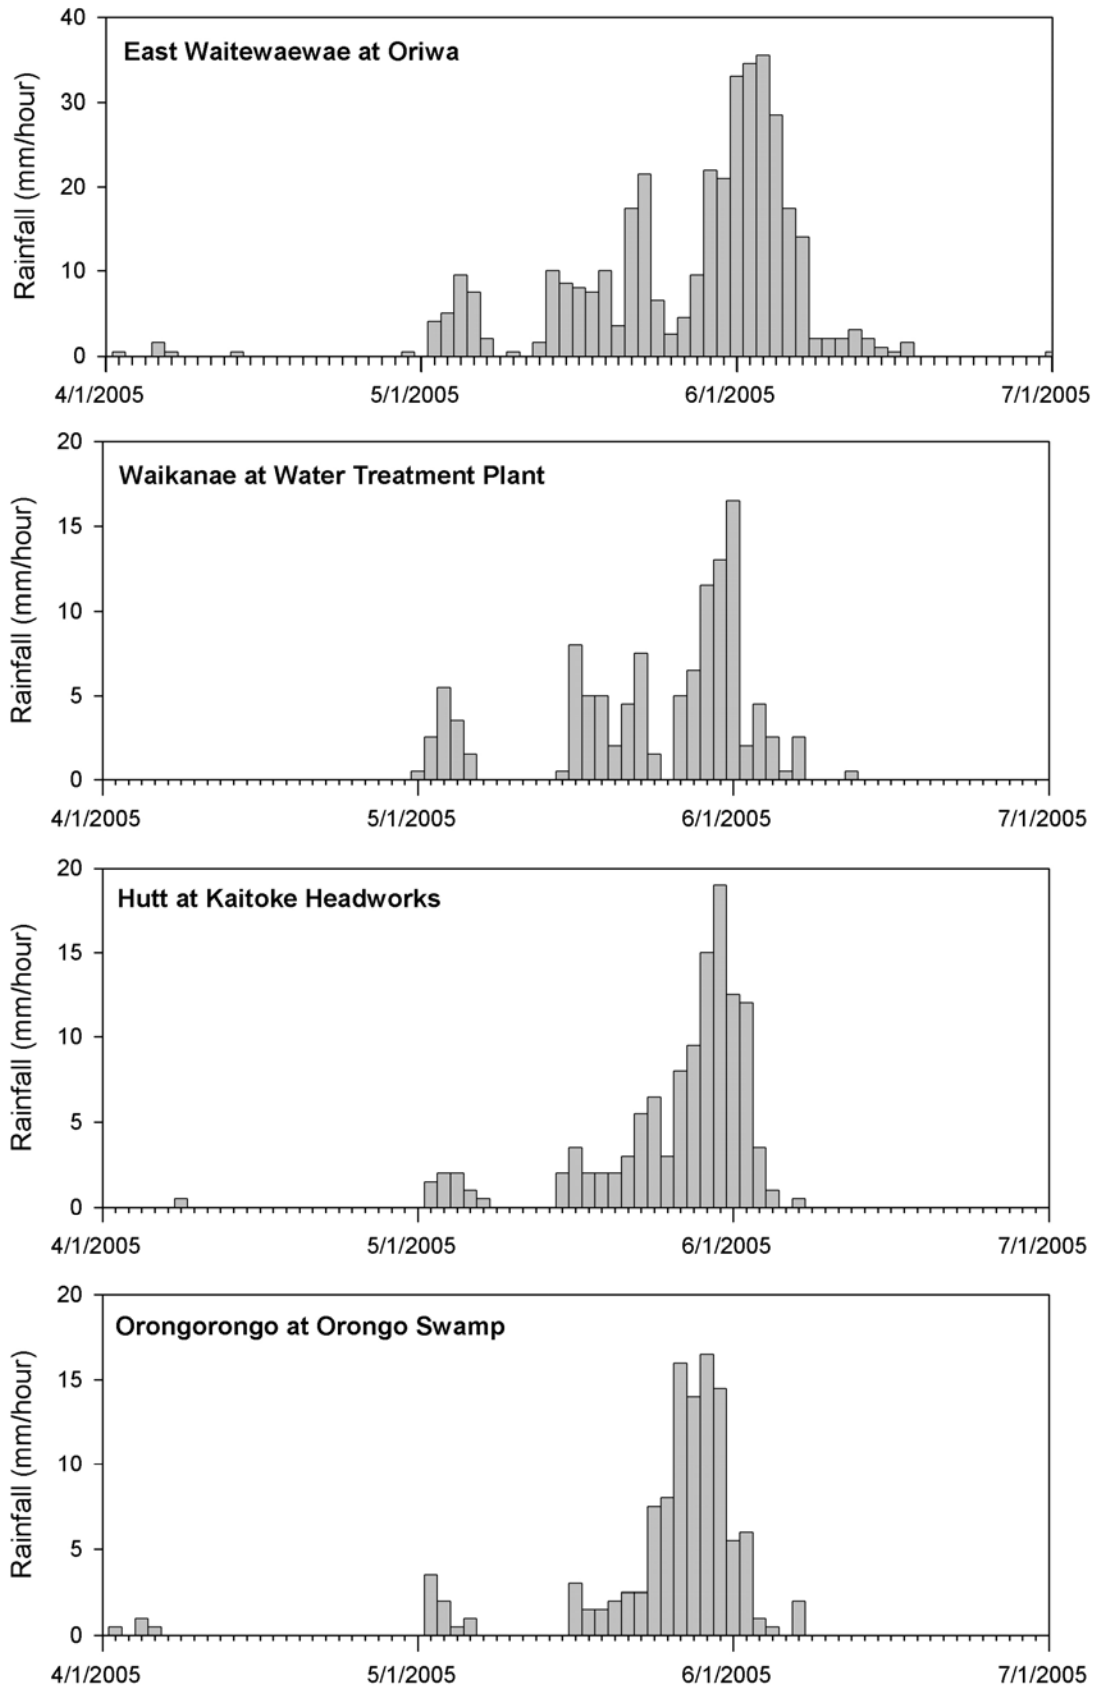 40
East Waitewaewae at Oriwa
30
20
10
0
Rainfall (mm/hour)
4/1/2005 5/1/2005 6/1/2005 7/1/2005
20
Waikanae at Water Treatment Plant
15
10
5
0
Rainfall (mm/hour)
4/1/2005 5/1/2005 6/1/2005 7/1/2005
20
Hutt at Kaitoke Headworks
15
10
5
0
Rainfall (mm/hour)
4/1/2005 5/1/2005 6/1/2005 7/1/2005
20
Orongorongo at Orongo Swamp
15
10
5
0
Rainfall (mm/hour)
4/1/2005 5/1/2005 6/1/2005 7/1/2005